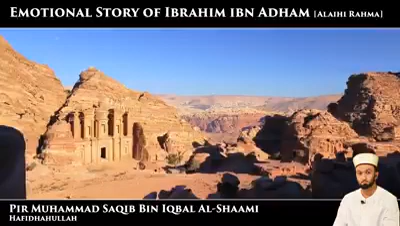 Emotional Story of Ibrahim ibn Adham [Alaihi Rahma]
Pir Muhammad Saqib Bin Iqbal Al-Shaami
Hafidhahullah